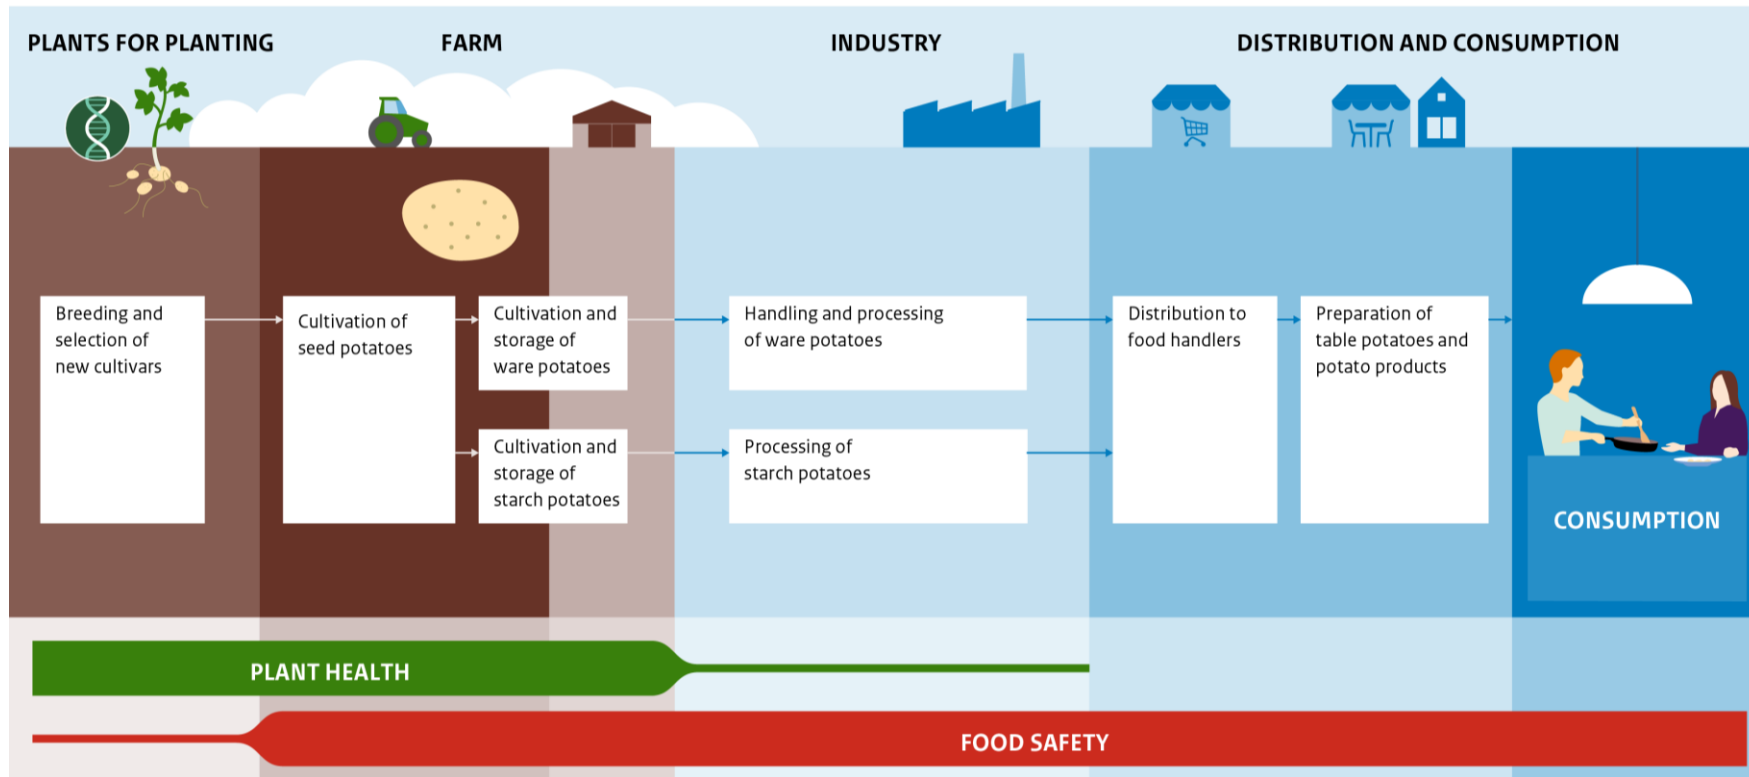 PLANTS FOR PLANTING
FARM
INDUSTRY
DISTRIBUTION AND CONSUMPTION
Breeding and
selection of
new cultivars
Cultivation of
seed potatoes
Cultivation and
storage of
ware potatoes
Cultivation and
storage of
starch potatoes
Handling and processing
of ware potatoes
Processing of
starch potatoes
Distribution to
food handlers
Preparation of
table potatoes and
potato products
CONSUMPTION
PLANT HEALTH
FOOD SAFETY